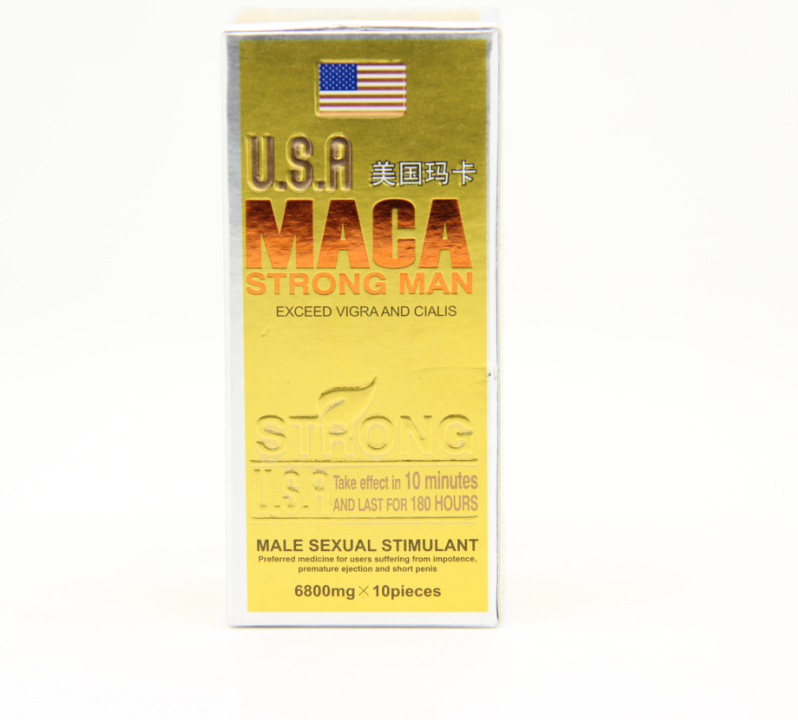 U.S.A 美国玛卡
MACA
STRONG MAN
EXCEED VIGRA AND CIALIS
STRONG
U.S.A Take effect in 10 minutes
AND LAST FOR 180 HOURS
MALE SEXUAL STIMULANT
Preferred medicine for users suffering from impotence,
premature ejection and short penis
6800mg×10pieces